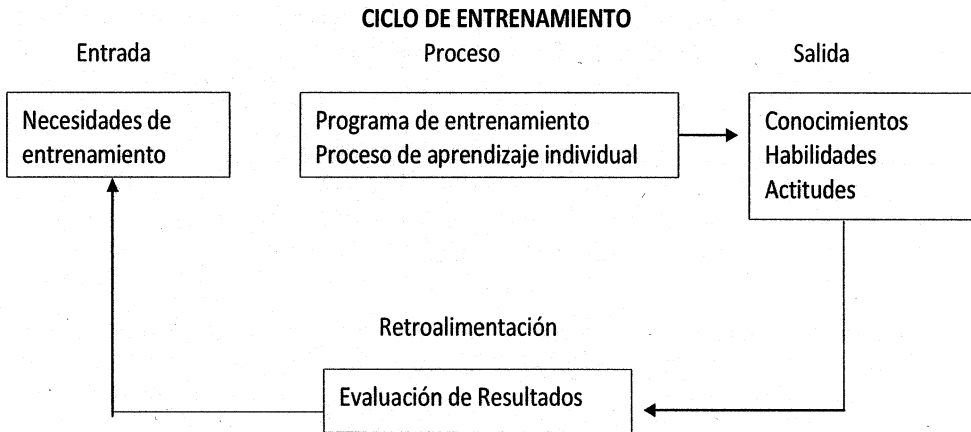 CICLO DE ENTRENAMIENTO
Entrada
Proceso
Salida
Necesidades de
entrenamiento
Programa de entrenamiento
Proceso de aprendizaje individual
Conocimientos
Habilidades
Actitudes
Retroalimentación
Evaluación de Resultados